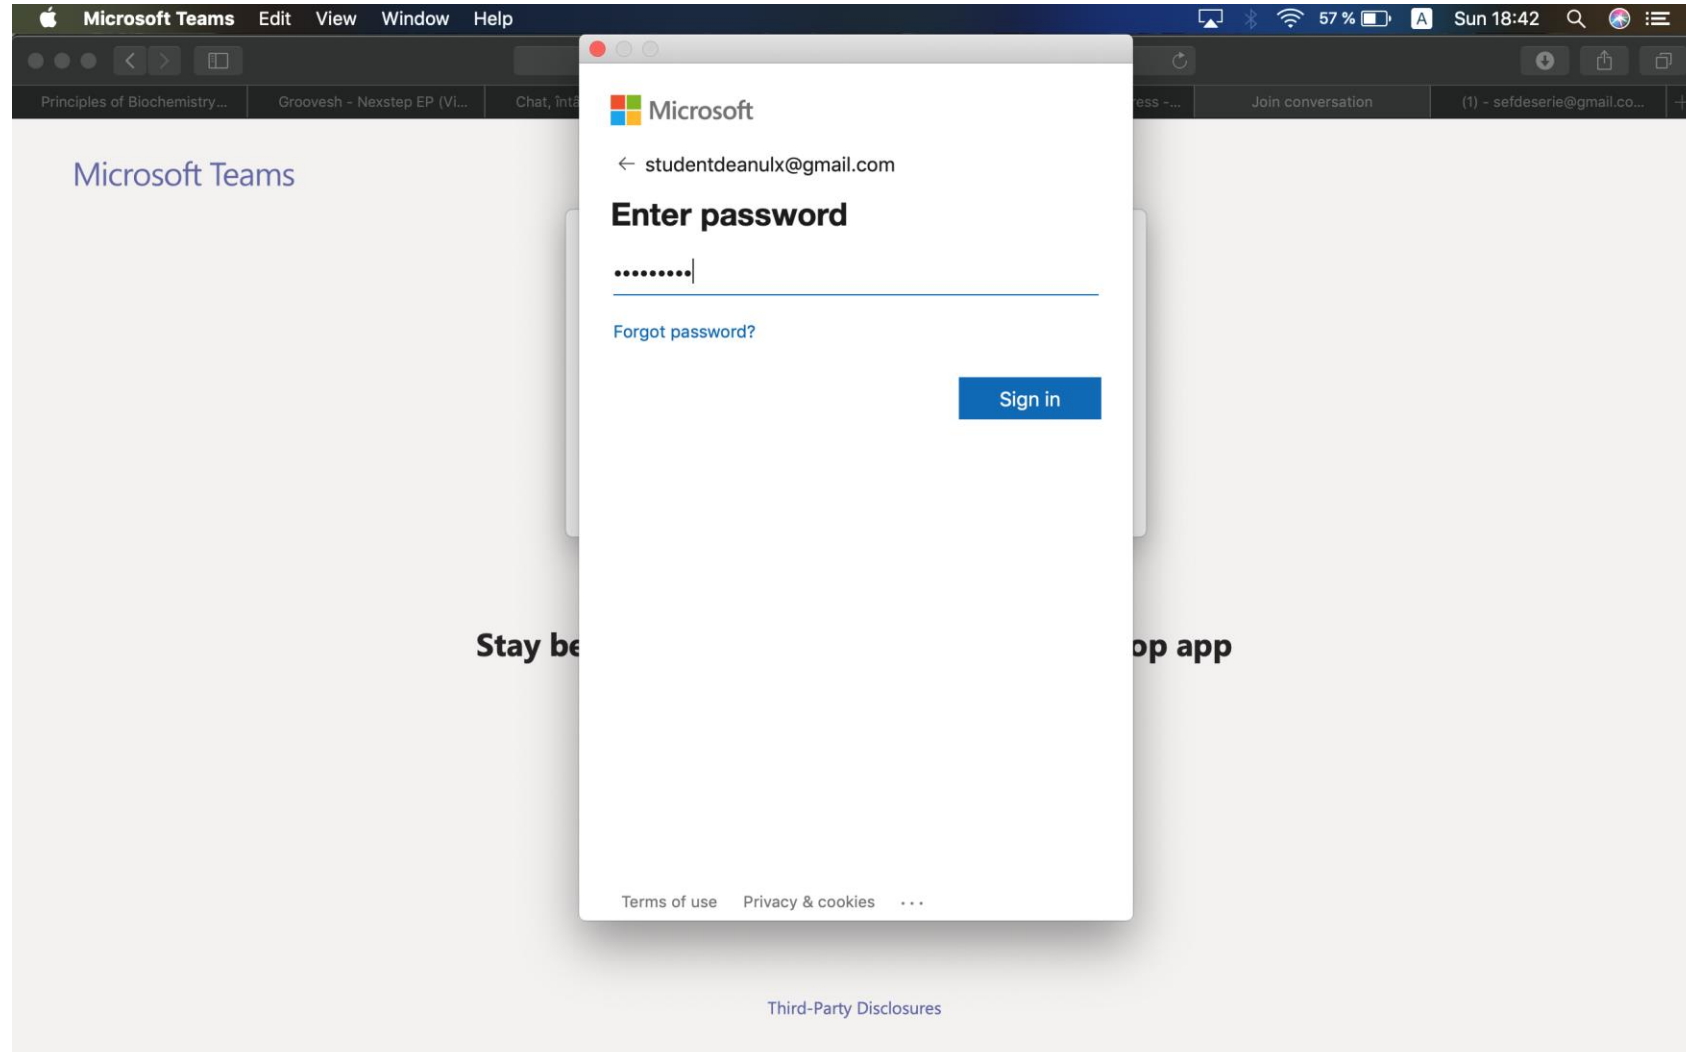 Microsoft Teams Edit View Window Help 57 % A Sun 18:42
Principles of Biochemistry... Groovesh - Nexstep EP (Vi... Chat, întâ ress -... Join conversation (1) - sefdeserie@gmail.co...
Microsoft
Microsoft Teams
studentdeanulx@gmail.com
Enter password
Forgot password?
Sign in
Stay be op app
Terms of use Privacy & cookies ...
Third-Party Disclosures